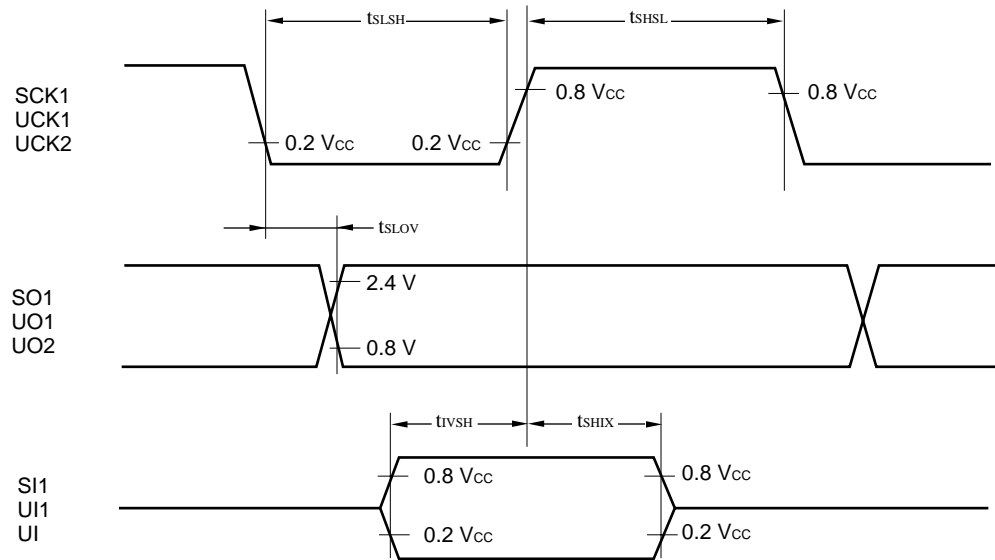 tSLSH
tSHSL
SCK1
UCK1
UCK2
0.2 VCC
0.2 VCC
0.8 VCC
0.8 VCC
tSLOV
SO1
UO1
UO2
2.4 V
0.8 V
tIVSH
tSHIX
SI1
UI1
UI
0.8 VCC
0.8 VCC
0.2 VCC
0.2 VCC